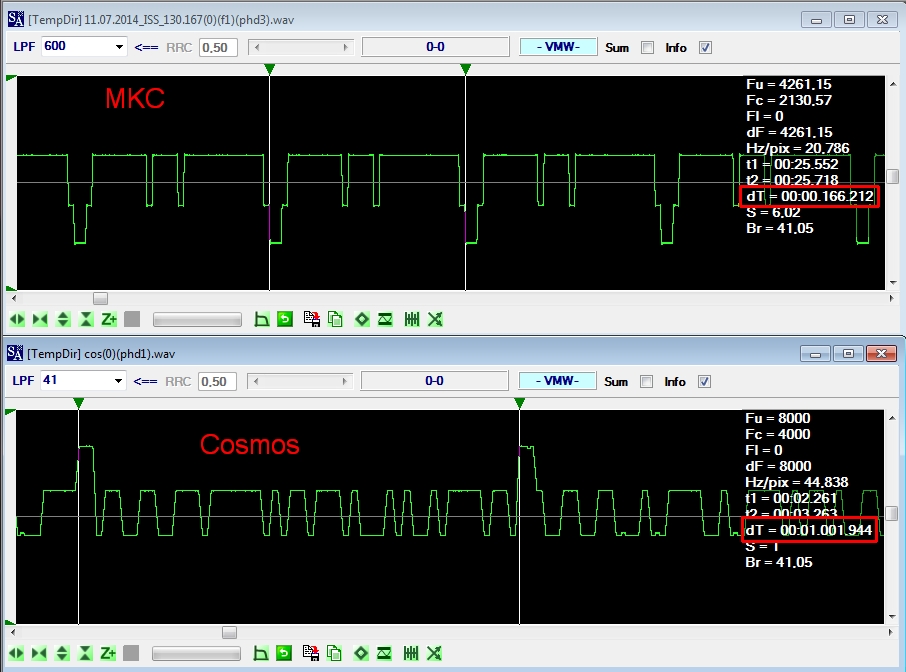 SA [TempDir] 11.07.2014_ISS_130.167(0)(f1)(phd3).wav
LPF 600 <== RRC 0,50 0-0 - VMW- Sum Info
MKC
Fu = 4261,15
Fc = 2130,57
Fl = 0
dF = 4261,15
Hz/pix = 20,786
t1 = 00:25.552
t2 = 00:25.718
dT = 00:00.166.212
S = 6,02
Br = 41,05
Z+
SA [TempDir] cos(0)(phd1).wav
LPF 41 <== RRC 0,50 0-0 - VMW- Sum Info
Cosmos
Fu = 8000
Fc = 4000
Fl = 0
dF = 8000
Hz/pix = 44,838
t1 = 00:02.261
t2 = 00:03.263
dT = 00:01.001.944
S = 1
Br = 41,05
Z+